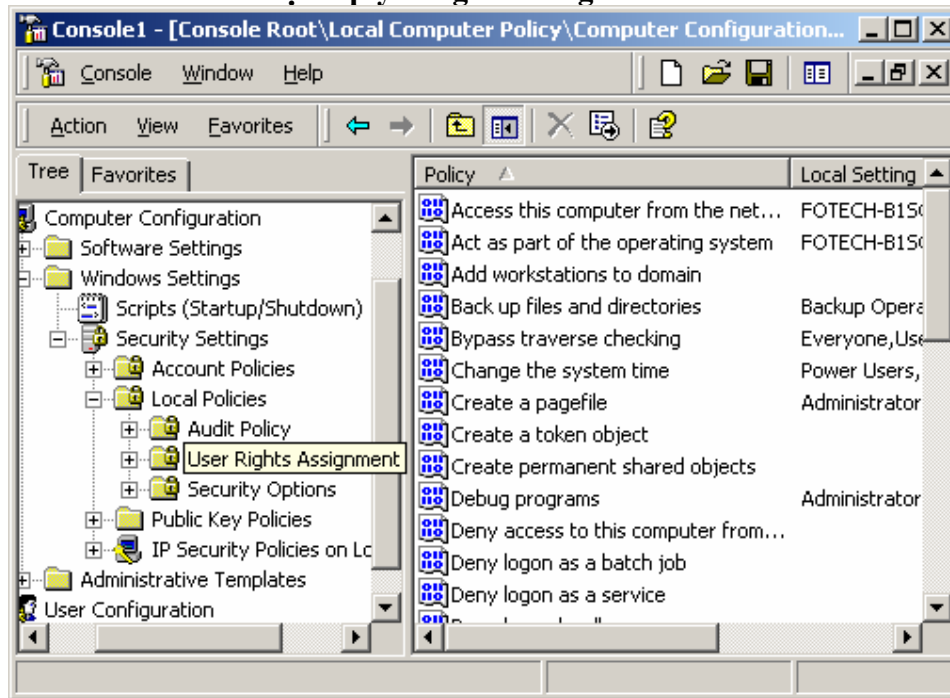 Console1 - [Console Root\Local Computer Policy\Computer Configuration...
Console Window Help
Action View Favorites
Tree Favorites
Computer Configuration
Software Settings
Windows Settings
Scripts (Startup/Shutdown)
Security Settings
Account Policies
Local Policies
Audit Policy
User Rights Assignment
Security Options
Public Key Policies
IP Security Policies on Lo
Administrative Templates
User Configuration
Policy Local Setting
Access this computer from the net... FOTECH-B1S
Act as part of the operating system FOTECH-B1S
Add workstations to domain
Back up files and directories Backup Opera
Bypass traverse checking Everyone,Use
Change the system time Power Users,
Create a pagefile Administrator
Create a token object
Create permanent shared objects
Debug programs Administrator
Deny access to this computer from...
Deny logon as a batch job
Deny logon as a service